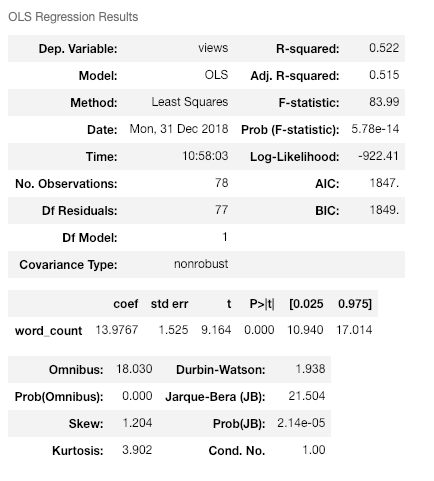 OLS Regression Results
Dep. Variable: views R-squared: 0.522
Model: OLS Adj. R-squared: 0.515
Method: Least Squares F-statistic: 83.99
Date: Mon, 31 Dec 2018 Prob (F-statistic): 5.78e-14
Time: 10:58:03 Log-Likelihood: -922.41
No. Observations: 78 AIC: 1847.
Df Residuals: 77 BIC: 1849.
Df Model: 1
Covariance Type: nonrobust
coef std err t P>|t| [0.025 0.975]
word_count 13.9767 1.525 9.164 0.000 10.940 17.014
Omnibus: 18.030 Durbin-Watson: 1.938
Prob(Omnibus): 0.000 Jarque-Bera (JB): 21.504
Skew: 1.204 Prob(JB): 2.14e-05
Kurtosis: 3.902 Cond. No. 1.00